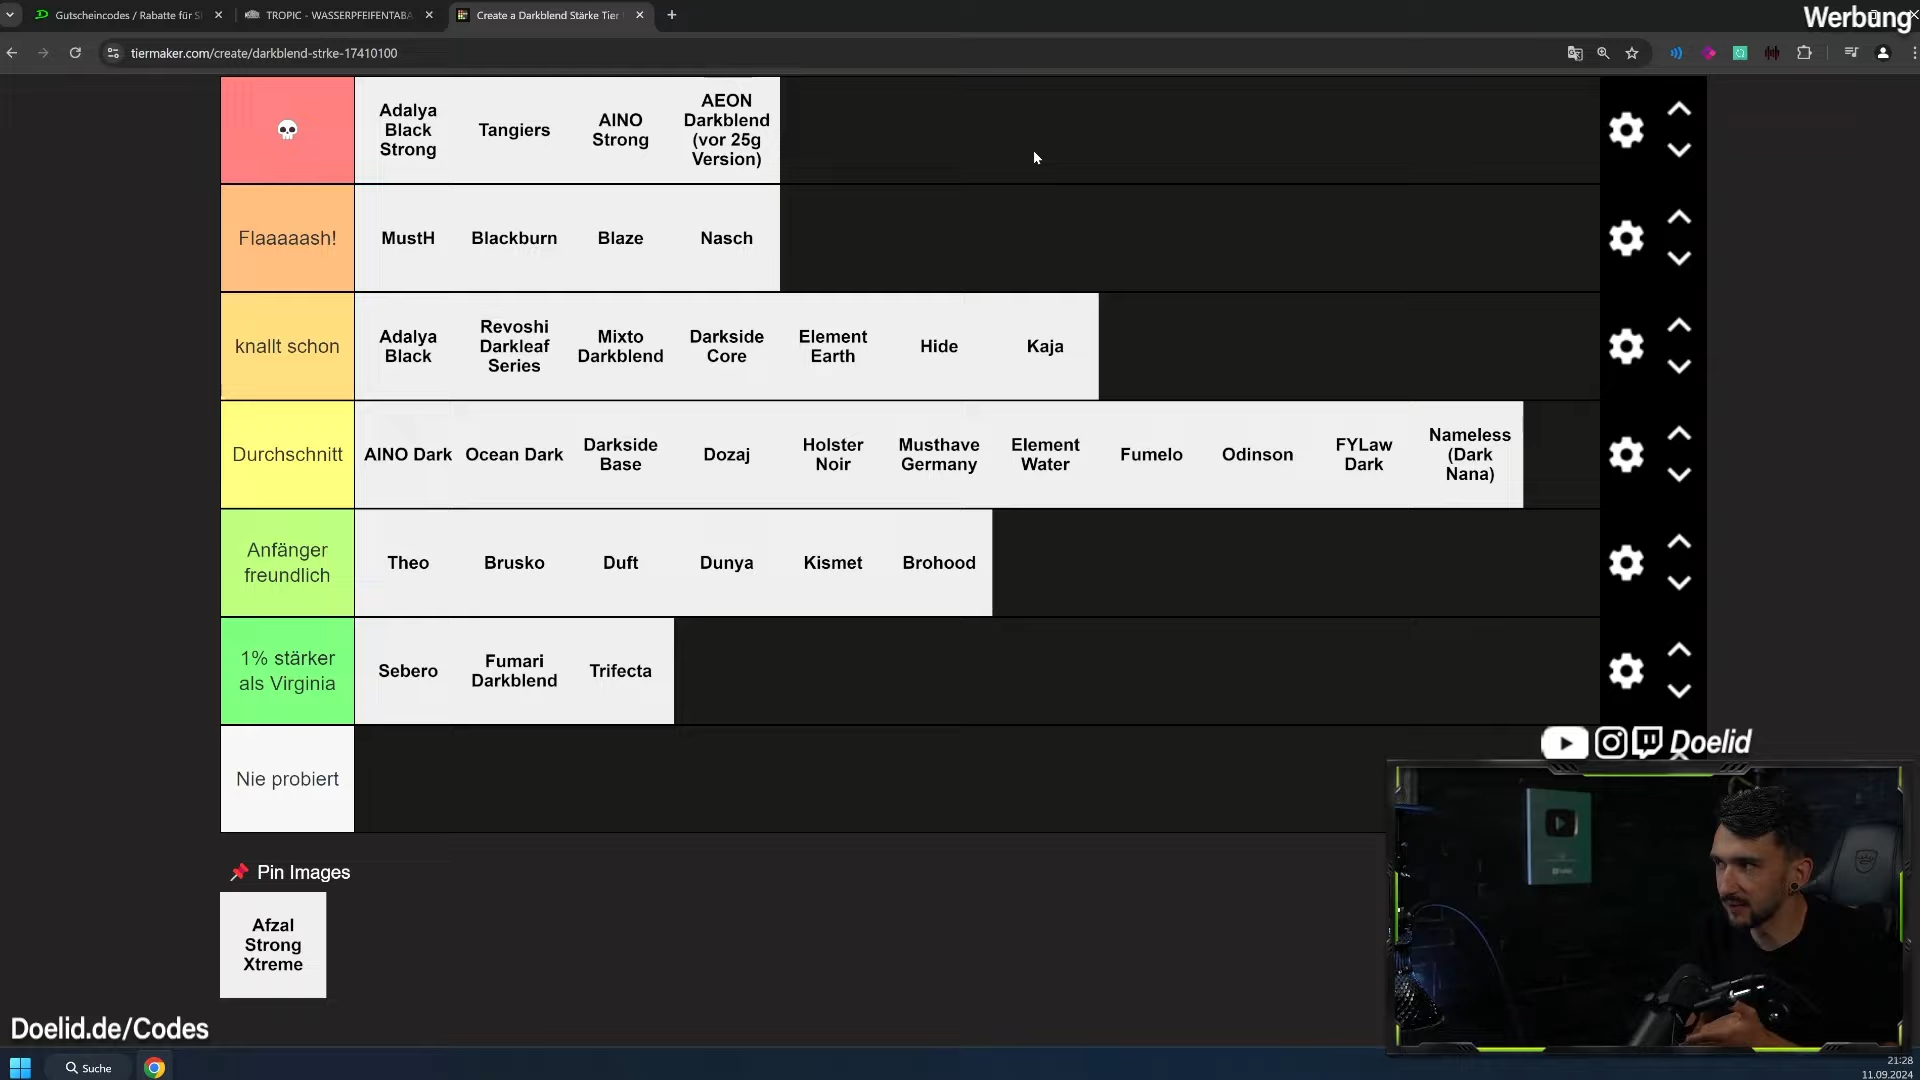 Gutscheincodes / Rabatte für S
TROPIC - WASSERPFEIFENTABA
Create a Darkblend Stärke Tier
Werbung
tiermaker.com/create/darkblend-strke-17410100
Adalya
Black
Strong
Tangiers
AINO
Strong
AEON
Darkblend
(vor 25g
Version)
Flaaaaash!
MustH
Blackburn
Blaze
Nasch
knallt schon
Adalya
Black
Revoshi
Darkleaf
Series
Mixto
Darkblend
Darkside
Core
Element
Earth
Hide
Kaja
Durchschnitt
AINO Dark
Ocean Dark
Darkside
Base
Dozaj
Holster
Noir
Musthave
Germany
Element
Water
Fumelo
Odinson
FYLaw
Dark
Nameless
(Dark
Nana)
Anfänger
freundlich
Theo
Brusko
Duft
Dunya
Kismet
Brohood
1% stärker
als Virginia
Sebero
Fumari
Darkblend
Trifecta
Doelid
Nie probiert
Pin Images
Afzal
Strong
Xtreme
Doelid.de/Codes
Suche
21:28
11.09.2024